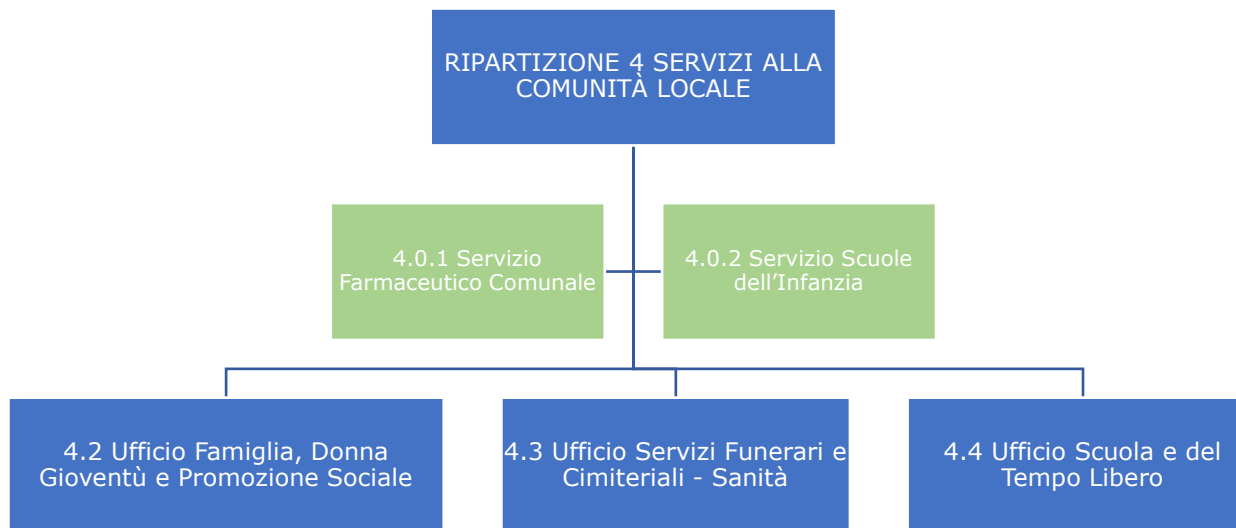 RIPARTIZIONE 4 SERVIZI ALLA
COMUNITÀ LOCALE
4.0.1 Servizio
Farmaceutico Comunale
4.0.2 Servizio Scuole
dell’Infanzia
4.2 Ufficio Famiglia, Donna
Gioventù e Promozione Sociale
4.3 Ufficio Servizi Funerari e
Cimiteriali - Sanità
4.4 Ufficio Scuola e del
Tempo Libero